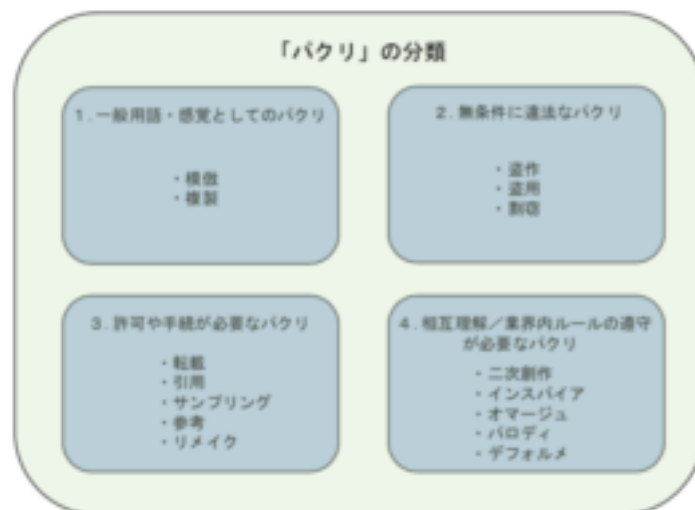 「パクリ」の分類
1．一般用語・感覚としてのパクリ
・模倣
・複製
2．無条件に違法なパクリ
・盗作
・盗用
・剽窃
3．許可や手続が必要なパクリ
・転載
・引用
・サンプリング
・参考
・リメイク
4．相互理解／業界内ルールの遵守
が必要なパクリ
・二次創作
・インスパイア
・オマージュ
・パロディ
・デフォルメ